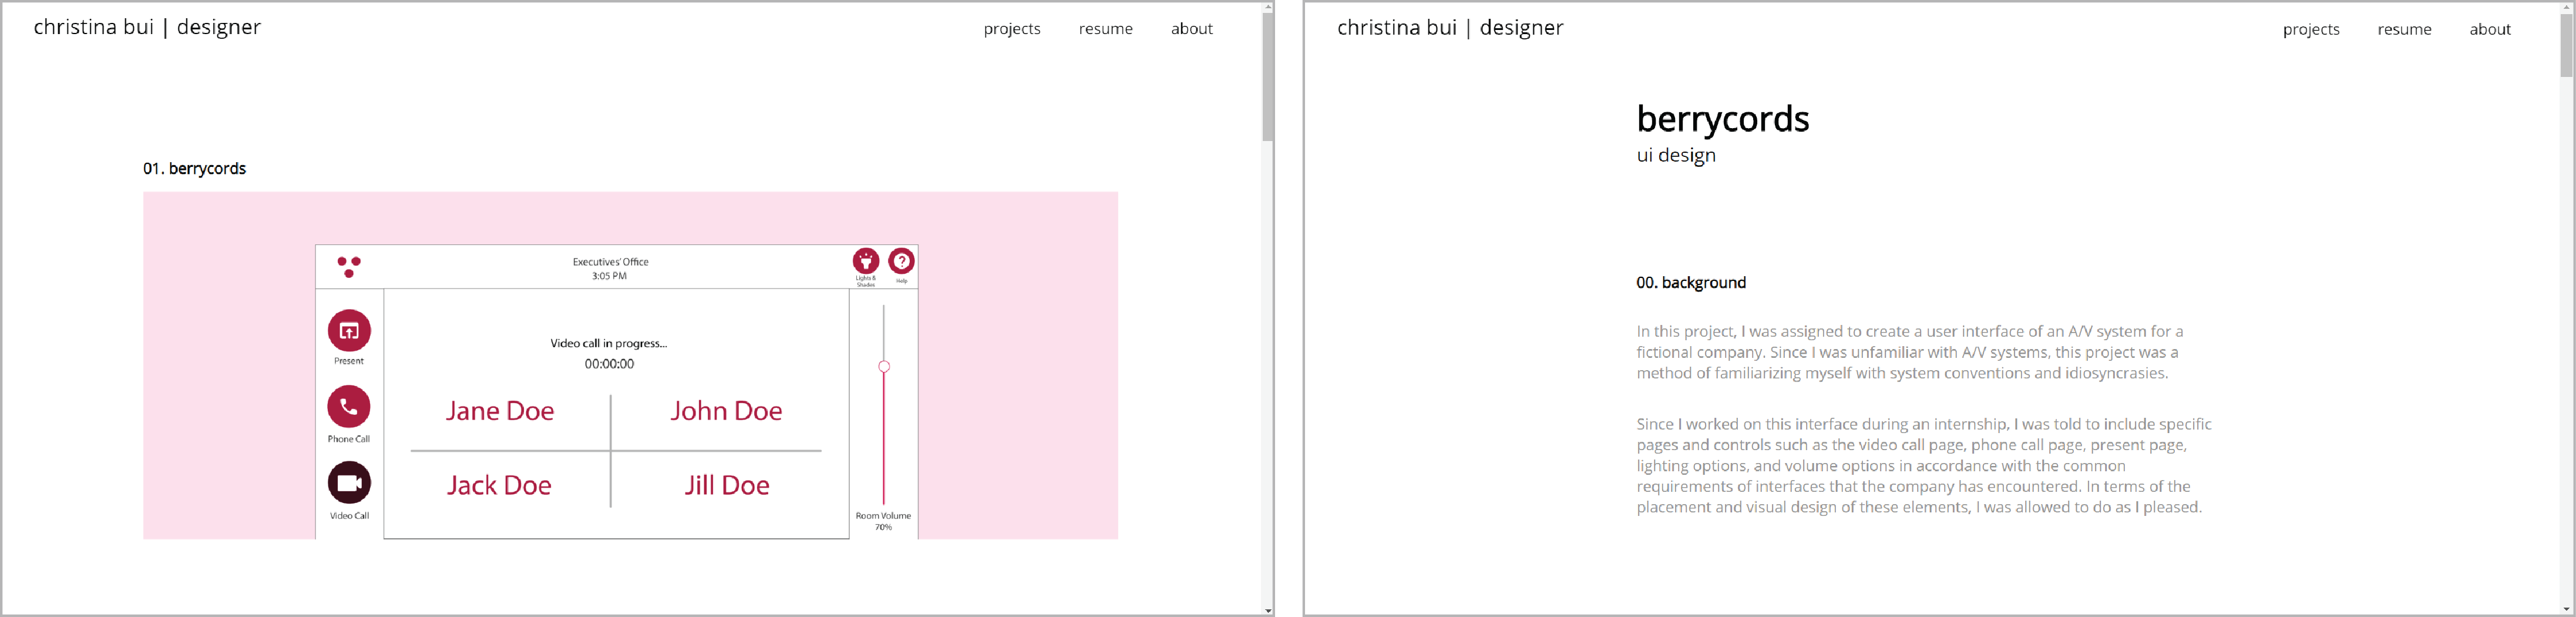 christina bui | designer
projects resume about
01. berrycords
Executives' Office
3:05 PM
Lights &
Shades
Help
Present
Video call in progress...
00:00:00
Jane Doe John Doe
Phone Call
Jack Doe Jill Doe
Video Call
Room Volume
70%
christina bui | designer
projects resume about
berrycords
ui design
00. background
In this project, I was assigned to create a user interface of an A/V system for a
fictional company. Since I was unfamiliar with A/V systems, this project was a
method of familiarizing myself with system conventions and idiosyncrasies.
Since I worked on this interface during an internship, I was told to include specific
pages and controls such as the video call page, phone call page, present page,
lighting options, and volume options in accordance with the common
requirements of interfaces that the company has encountered. In terms of the
placement and visual design of these elements, I was allowed to do as I pleased.